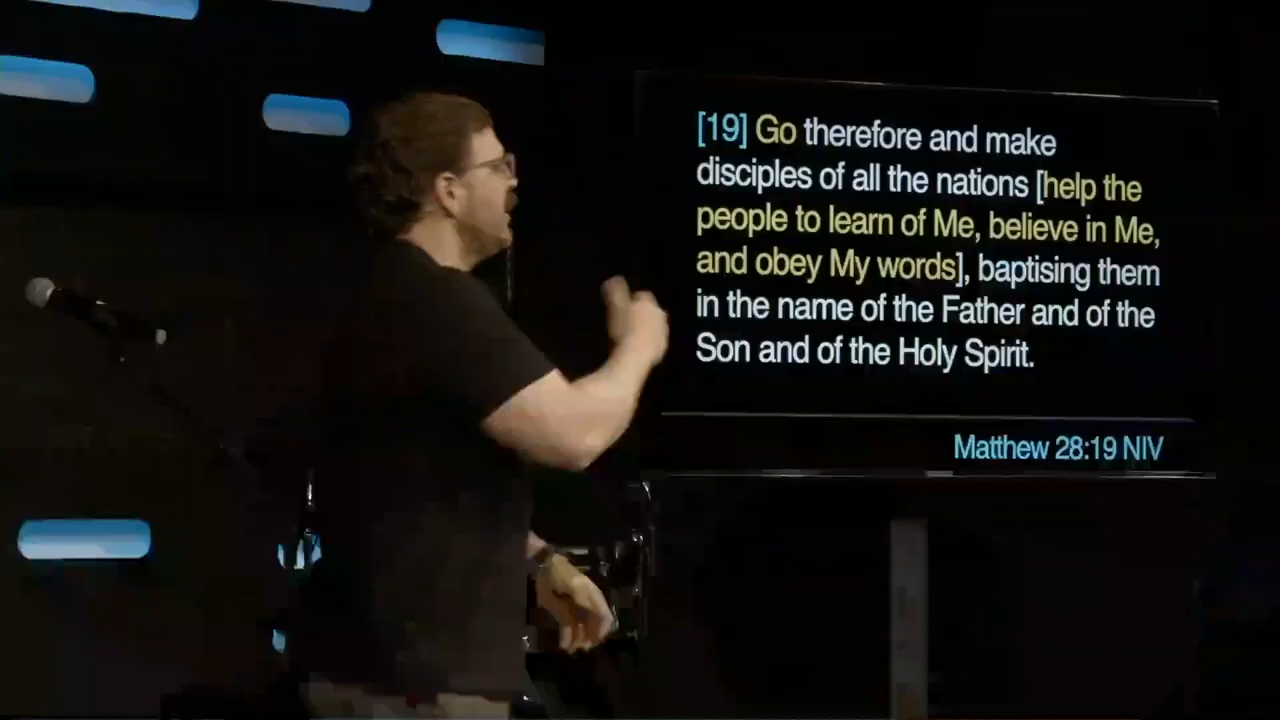 [19] Go therefore and make
disciples of all the nations [help the
people to learn of Me, believe in Me,
and obey My words], baptising them
in the name of the Father and of the
Son and of the Holy Spirit.
Matthew 28:19 NIV